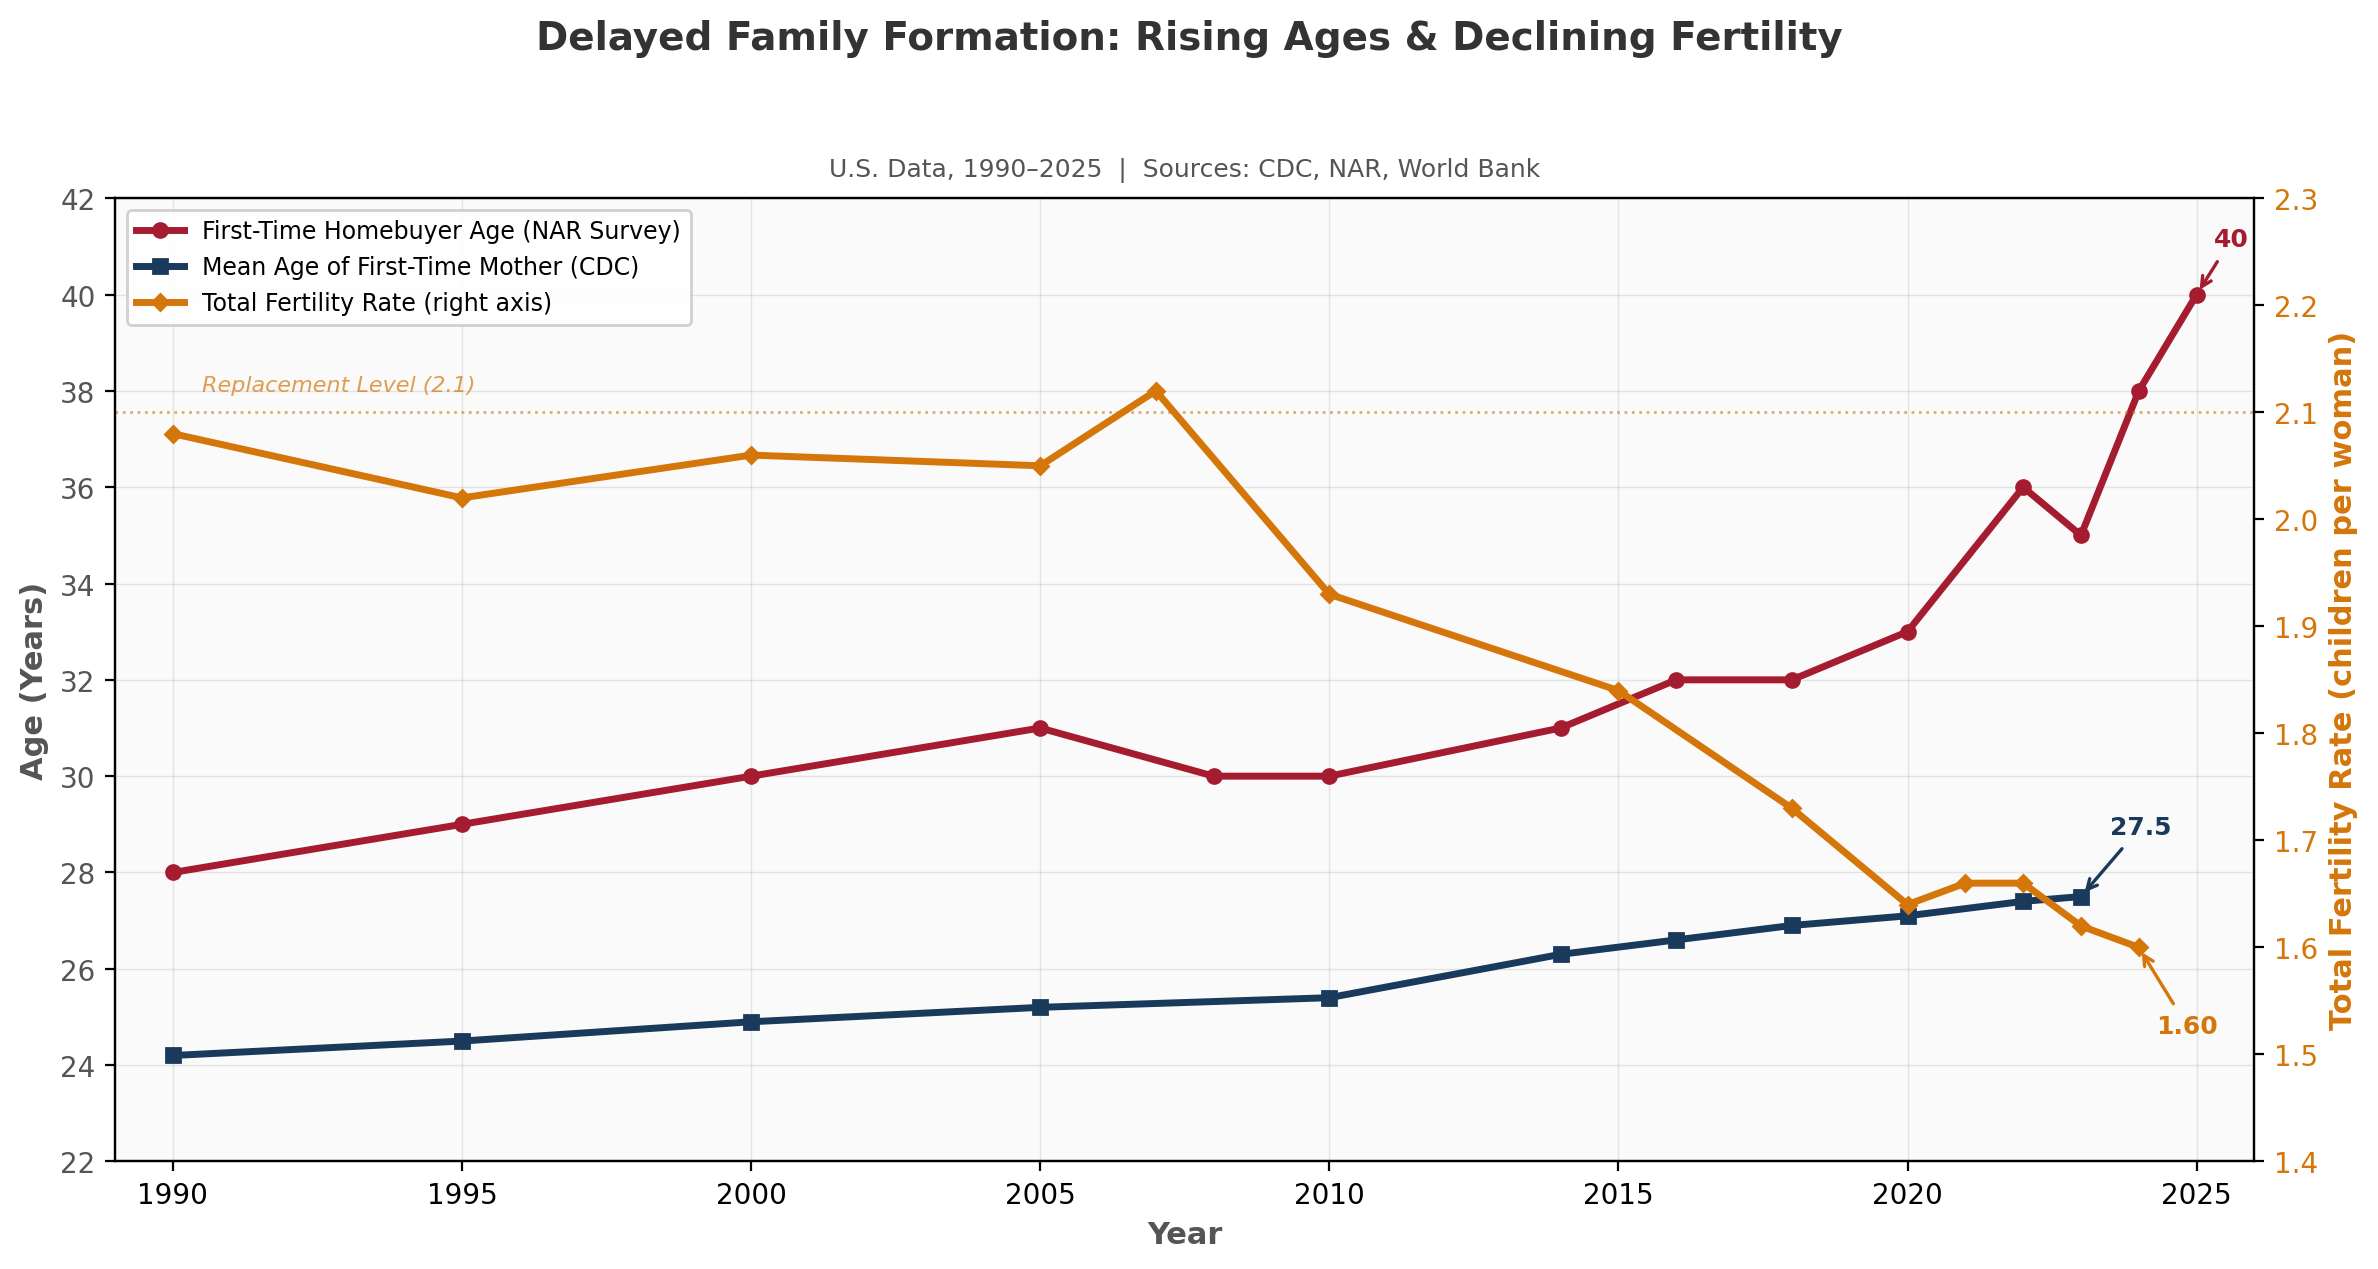 Delayed Family Formation: Rising Ages & Declining Fertility
U.S. Data, 1990–2025 | Sources: CDC, NAR, World Bank
First-Time Homebuyer Age (NAR Survey)
Mean Age of First-Time Mother (CDC)
Total Fertility Rate (right axis)
Replacement Level (2.1)
40
27.5
1.60
Age (Years)
42
40
38
36
34
32
30
28
26
24
22
2.3
2.2
2.1
2.0
1.9
1.8
1.7
1.6
1.5
1.4
Total Fertility Rate (children per woman)
1990 1995 2000 2005 2010 2015 2020 2025
Year